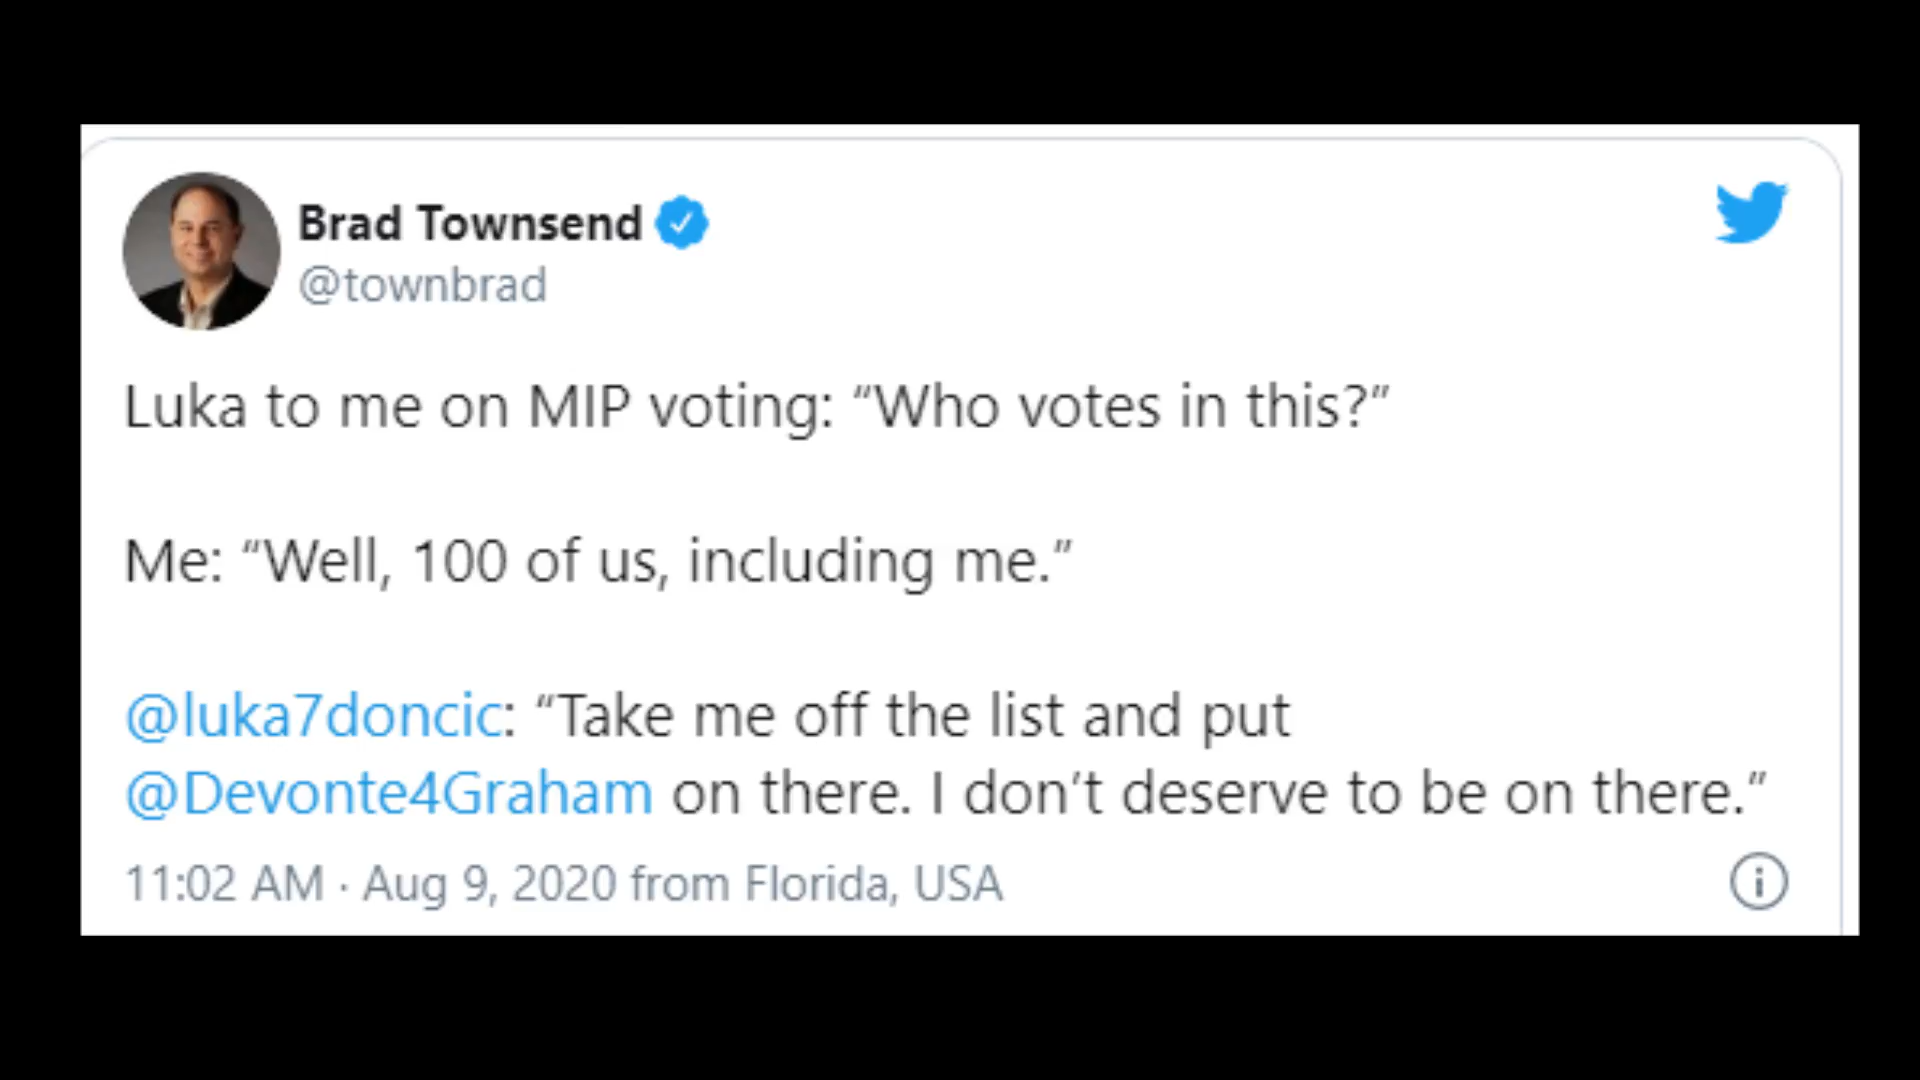 Brad Townsend
@townbrad
Luka to me on MIP voting: “Who votes in this?”
Me: “Well, 100 of us, including me.”
@luka7doncic: “Take me off the list and put
@Devonte4Graham on there. I don’t deserve to be on there.”
11:02 AM · Aug 9, 2020 from Florida, USA